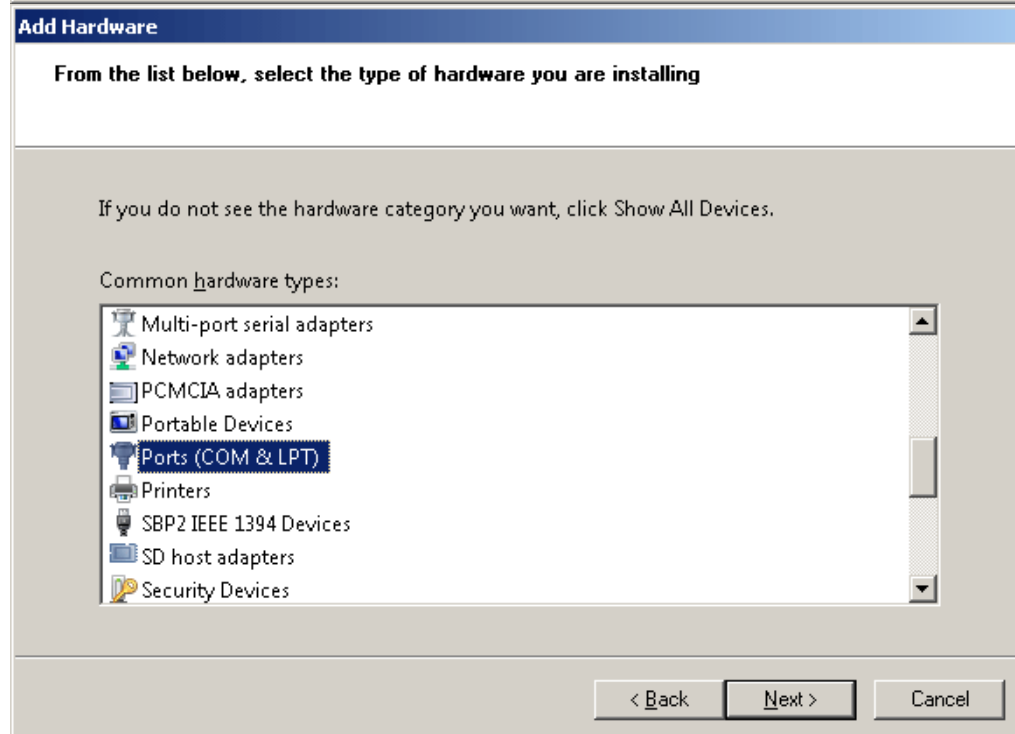 Add Hardware
From the list below, select the type of hardware you are installing
If you do not see the hardware category you want, click Show All Devices.
Common hardware types:
Multi-port serial adapters
Network adapters
PCMCIA adapters
Portable Devices
Ports (COM & LPT)
Printers
SBP2 IEEE 1394 Devices
SD host adapters
Security Devices
< Back Next > Cancel